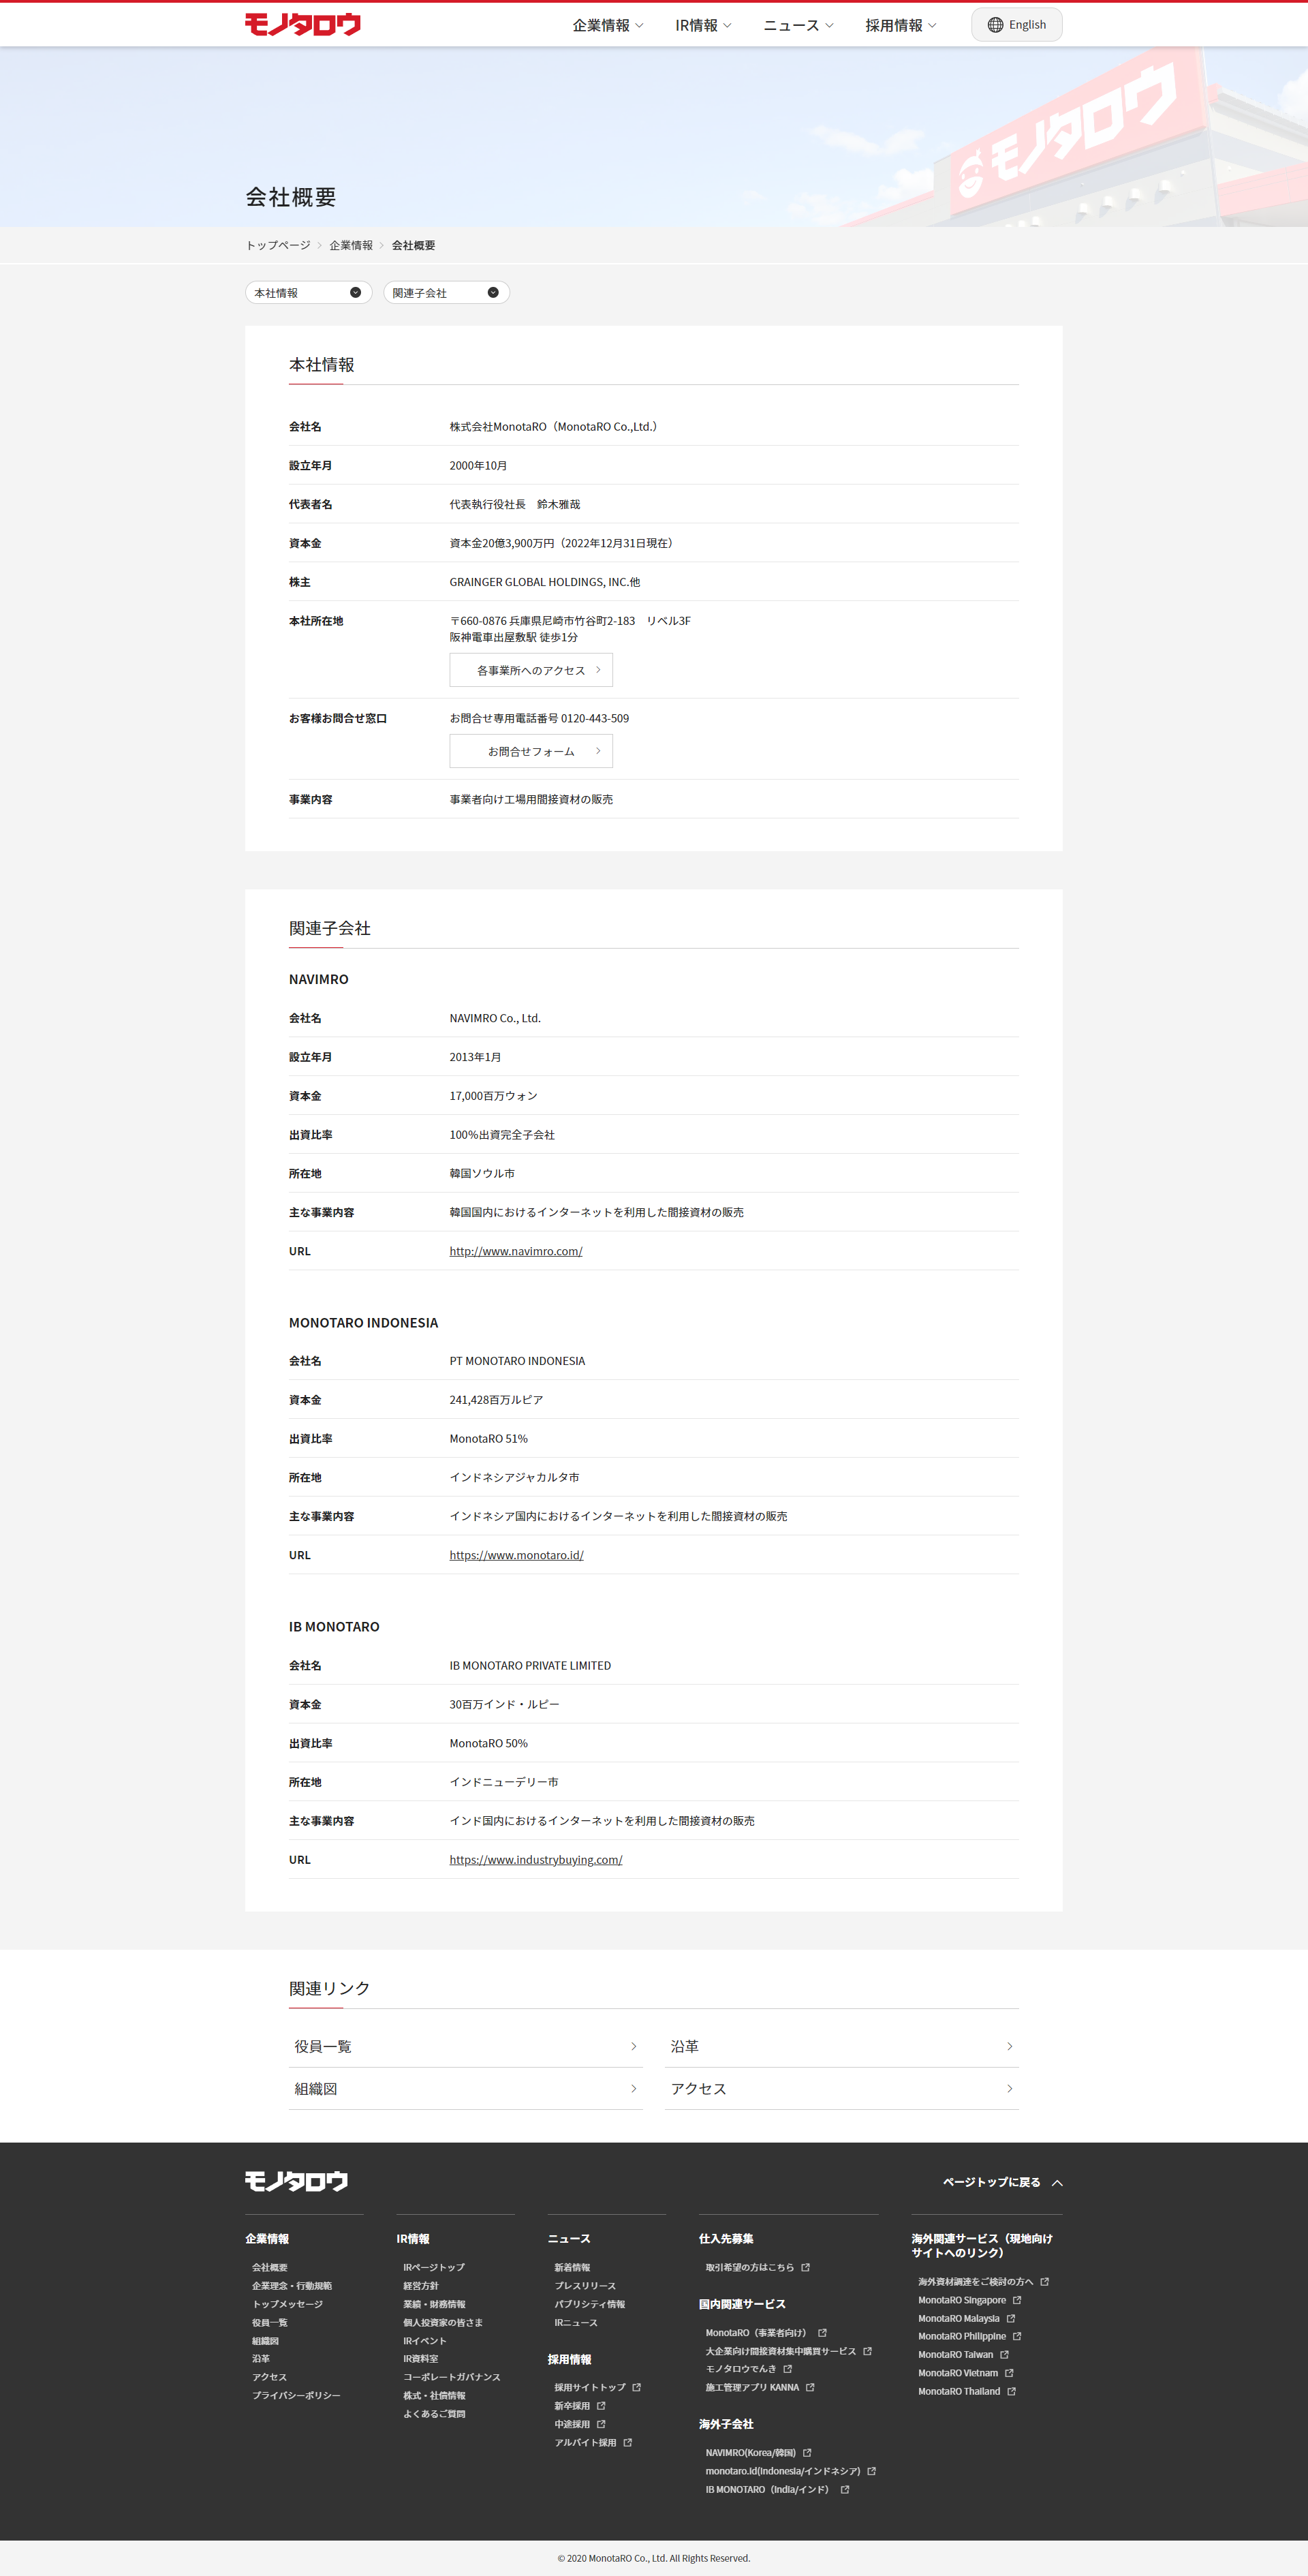 モノタロウ
企業情報
IR情報
ニュース
採用情報
English
モノタロウ
会社概要
トップページ
企業情報
会社概要
本社情報
関連子会社
本社情報
会社名 株式会社MonotaRO（MonotaRO Co.,Ltd.）
設立年月 2000年10月
代表者名 代表執行役社長　鈴木雅哉
資本金 資本金20億3,900万円（2022年12月31日現在）
株主 GRAINGER GLOBAL HOLDINGS, INC.他
本社所在地 〒660-0876 兵庫県尼崎市竹谷町2-183　リベル3F
阪神電車出屋敷駅 徒歩1分
各事業所へのアクセス
お客様お問合せ窓口 お問合せ専用電話番号 0120-443-509
お問合せフォーム
事業内容 事業者向け工場用間接資材の販売
関連子会社
NAVIMRO
会社名 NAVIMRO Co., Ltd.
設立年月 2013年1月
資本金 17,000百万ウォン
出資比率 100%出資完全子会社
所在地 韓国ソウル市
主な事業内容 韓国国内におけるインターネットを利用した間接資材の販売
URL http://www.navimro.com/
MONOTARO INDONESIA
会社名 PT MONOTARO INDONESIA
資本金 241,428百万ルピア
出資比率 MonotaRO 51%
所在地 インドネシアジャカルタ市
主な事業内容 インドネシア国内におけるインターネットを利用した間接資材の販売
URL https://www.monotaro.id/
IB MONOTARO
会社名 IB MONOTARO PRIVATE LIMITED
資本金 30百万インド・ルピー
出資比率 MonotaRO 50%
所在地 インドニューデリー市
主な事業内容 インド国内におけるインターネットを利用した間接資材の販売
URL https://www.industrybuying.com/
関連リンク
役員一覧
沿革
組織図
アクセス
モノタロウ
ページトップに戻る
企業情報
会社概要
企業理念・行動規範
トップメッセージ
役員一覧
組織図
沿革
アクセス
プライバシーポリシー
IR情報
IRページトップ
経営方針
業績・財務情報
個人投資家の皆さま
IRイベント
IR資料室
コーポレートガバナンス
株式・社債情報
よくあるご質問
ニュース
新着情報
プレスリリース
パブリシティ情報
IRニュース
採用情報
採用サイトトップ
新卒採用
中途採用
アルバイト採用
仕入先募集
取引希望の方はこちら
国内関連サービス
MonotaRO（事業者向け）
大企業向け間接資材集中購買サービス
モノタロウでんき
施工管理アプリ KANNA
海外子会社
NAVIMRO(Korea/韓国)
monotaro.id(Indonesia/インドネシア)
IB MONOTARO（India/インド）
海外関連サービス（現地向け
サイトへのリンク）
海外資材調達をご検討の方へ
MonotaRO Singapore
MonotaRO Malaysia
MonotaRO Philippine
MonotaRO Taiwan
MonotaRO Vietnam
MonotaRO Thailand
© 2020 MonotaRO Co., Ltd. All Rights Reserved.